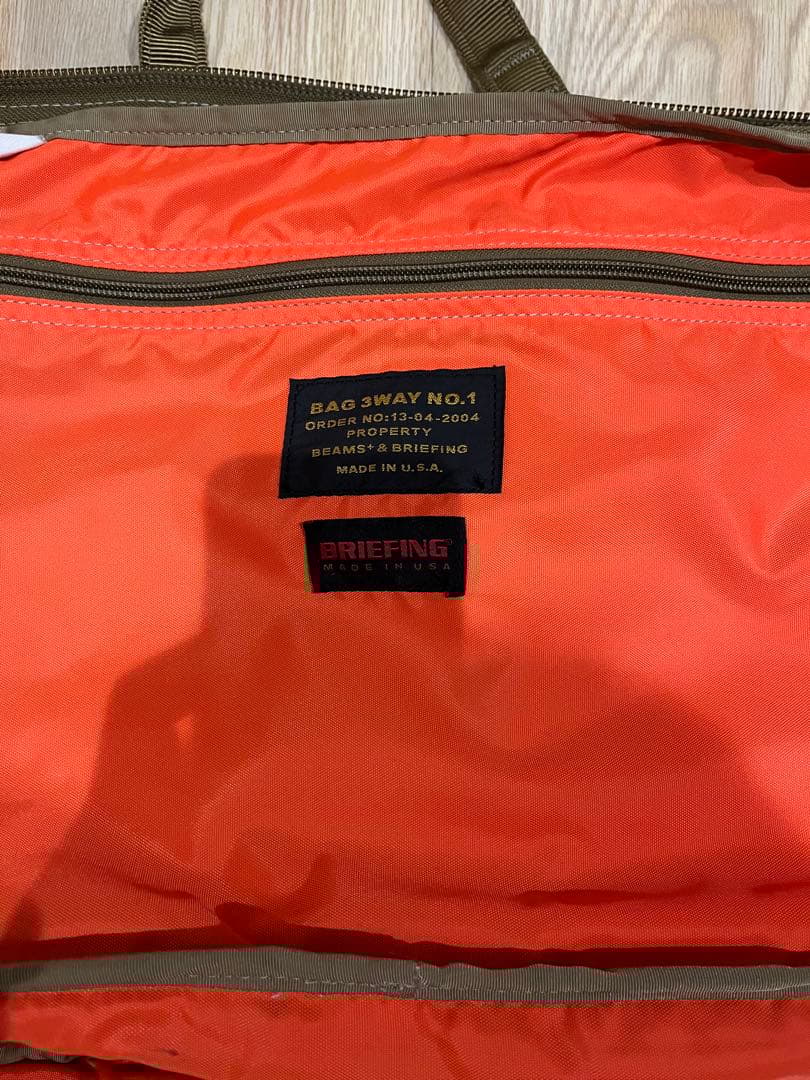 BAG 3WAY NO.1
ORDER NO:13-04-2004
PROPERTY
BEAMS+ & BRIEFING
MADE IN U.S.A.
BRIEFING
MADE IN USA